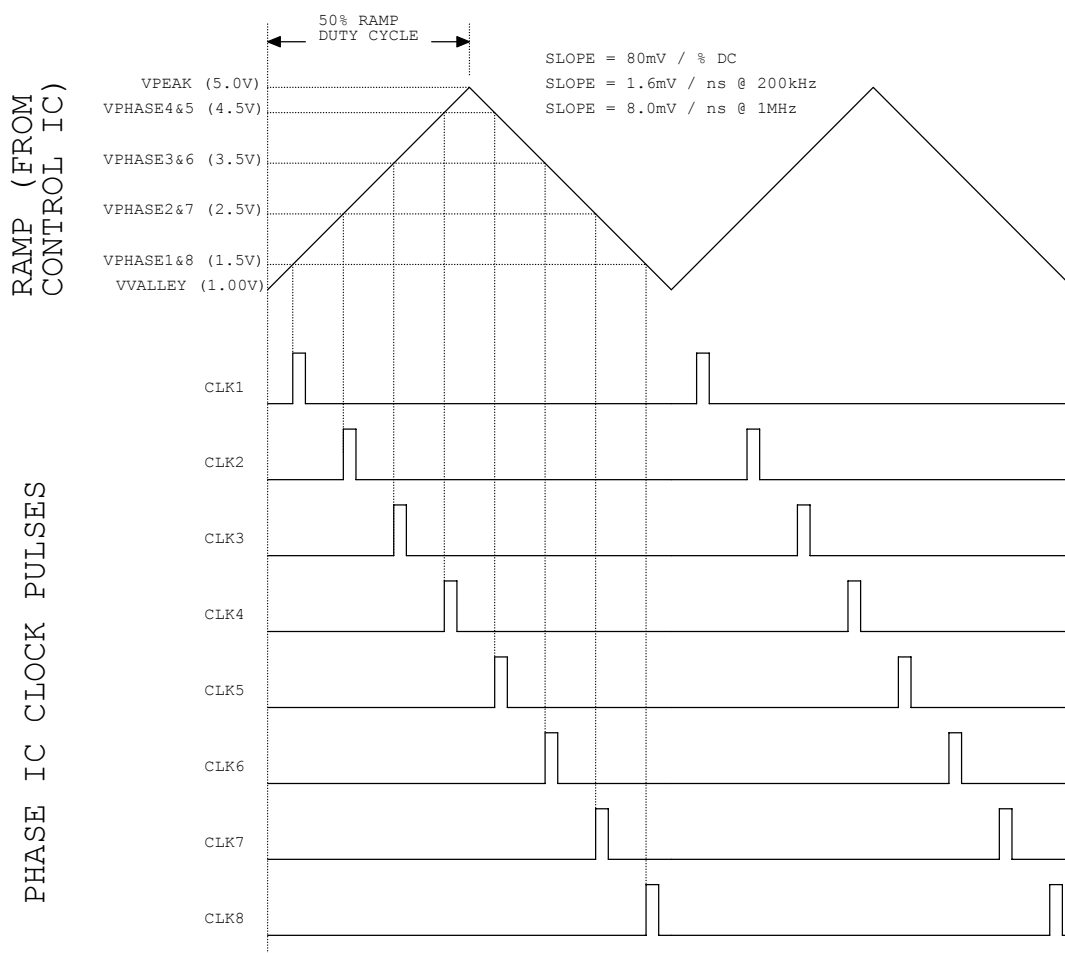 50% RAMP
DUTY CYCLE
SLOPE = 80mV / % DC
SLOPE = 1.6mV / ns @ 200kHz
SLOPE = 8.0mV / ns @ 1MHz
RAMP (FROM
CONTROL IC)
VPEAK (5.0V)
VPHASE4&5 (4.5V)
VPHASE3&6 (3.5V)
VPHASE2&7 (2.5V)
VPHASE1&8 (1.5V)
VVALLEY (1.00V)
PHASE IC CLOCK PULSES
CLK1
CLK2
CLK3
CLK4
CLK5
CLK6
CLK7
CLK8